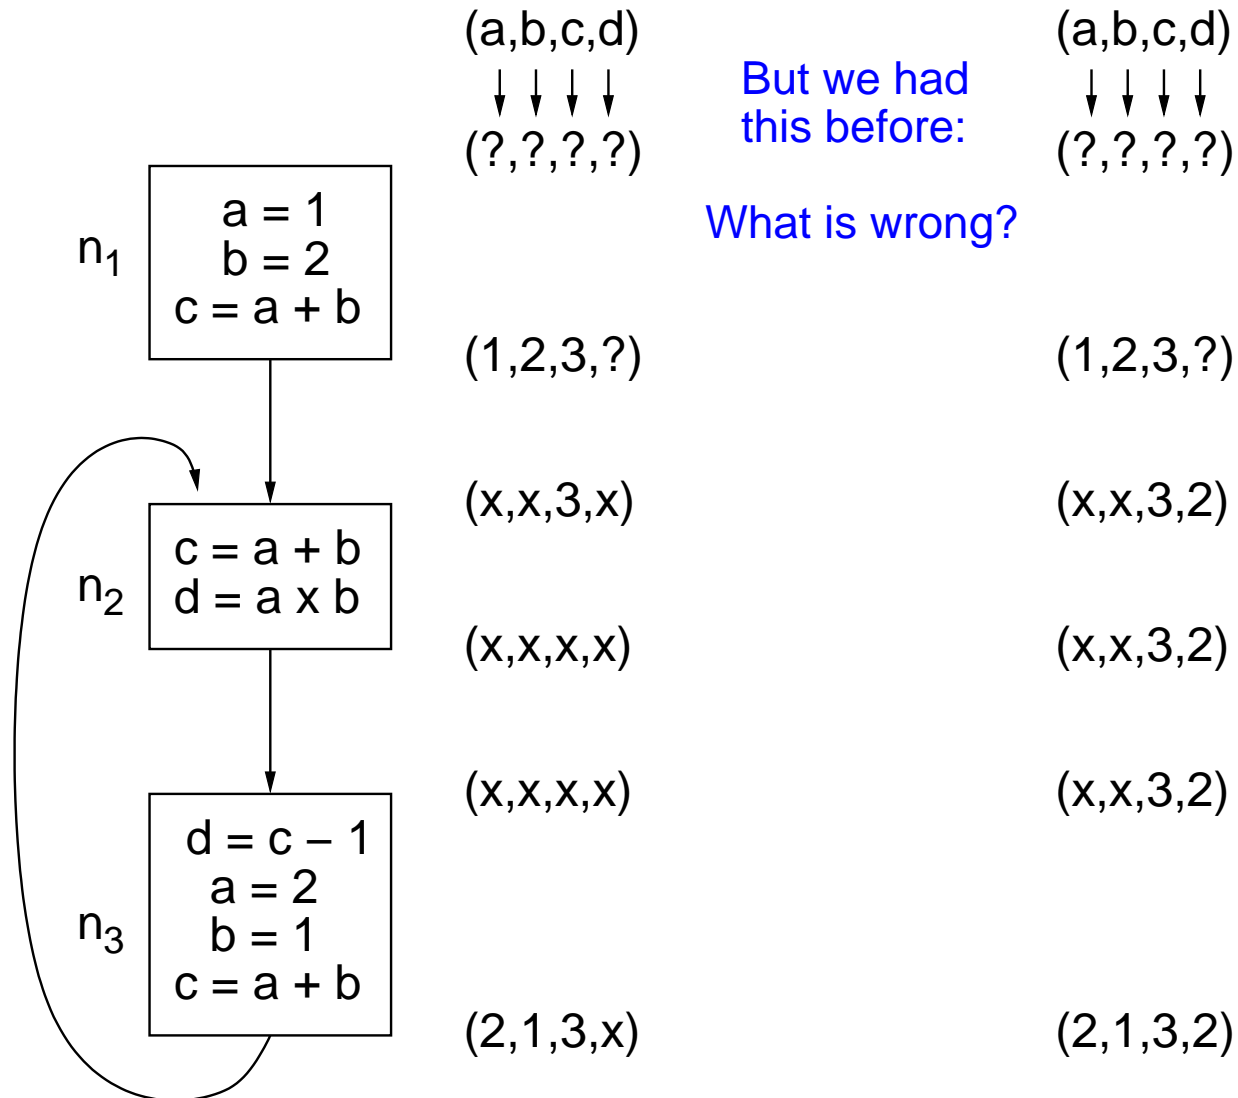 (a,b,c,d)
(?,?,?,?)
But we had
this before:
What is wrong?
(a,b,c,d)
(?,?,?,?)
n1
a = 1
b = 2
c = a + b
(1,2,3,?)
(1,2,3,?)
(x,x,3,x)
(x,x,3,2)
n2
c = a + b
d = a x b
(x,x,x,x)
(x,x,3,2)
(x,x,x,x)
(x,x,3,2)
n3
d = c – 1
a = 2
b = 1
c = a + b
(2,1,3,x)
(2,1,3,2)